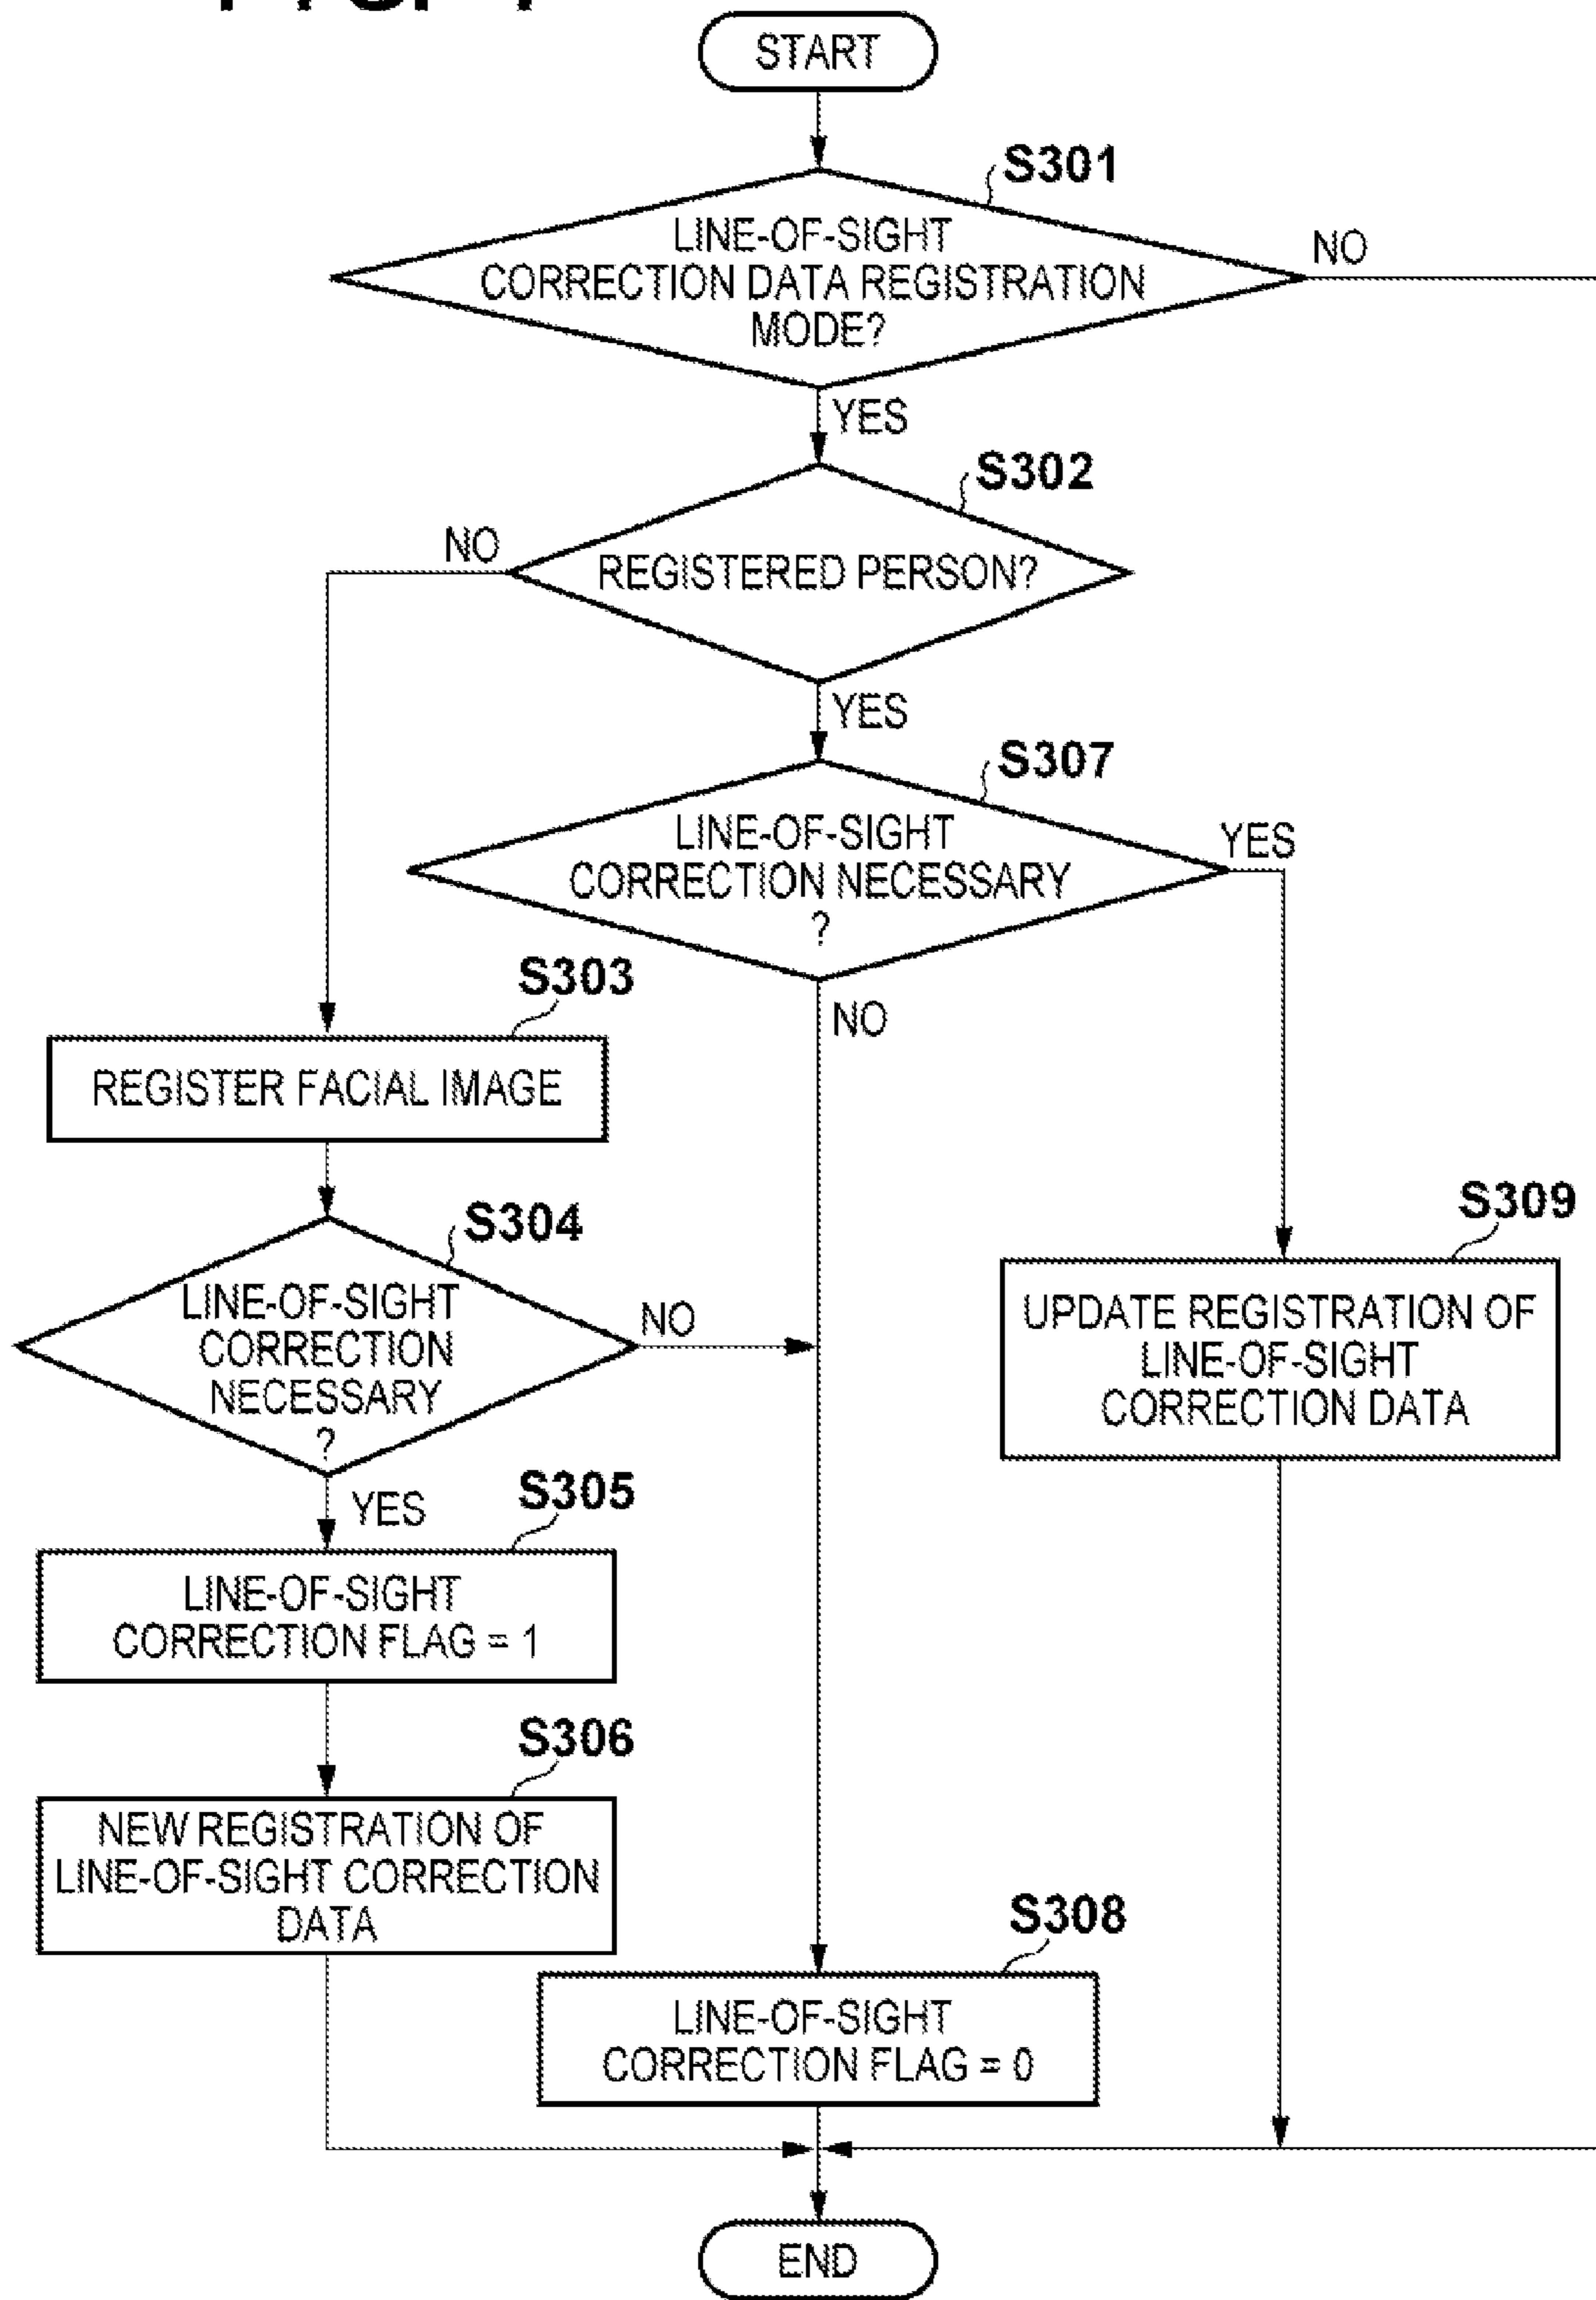 START
S301
LINE-OF-SIGHT
CORRECTION DATA REGISTRATION
MODE?
NO
YES
S302
NO
REGISTERED PERSON?
YES
S307
LINE-OF-SIGHT
CORRECTION NECESSARY
?
YES
NO
S303
REGISTER FACIAL IMAGE
S304
LINE-OF-SIGHT
CORRECTION
NECESSARY
?
NO
YES
S309
UPDATE REGISTRATION OF
LINE-OF-SIGHT
CORRECTION DATA
S305
LINE-OF-SIGHT
CORRECTION FLAG = 1
S306
NEW REGISTRATION OF
LINE-OF-SIGHT CORRECTION
DATA
S308
LINE-OF-SIGHT
CORRECTION FLAG = 0
END